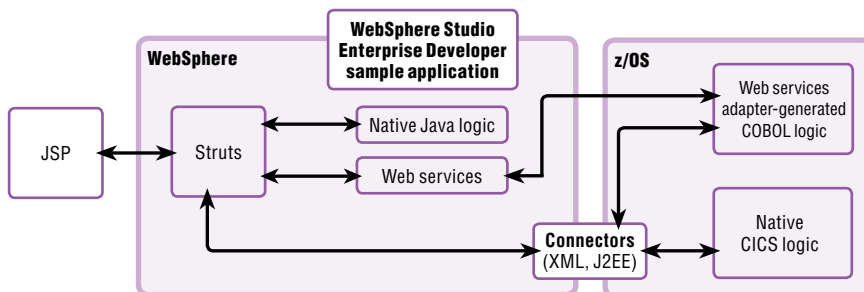 WebSphere Studio
Enterprise Developer
sample application
WebSphere
z/OS
JSP
Struts
Native Java logic
Web services
Web services
adapter-generated
COBOL logic
Connectors
(XML, J2EE)
Native
CICS logic